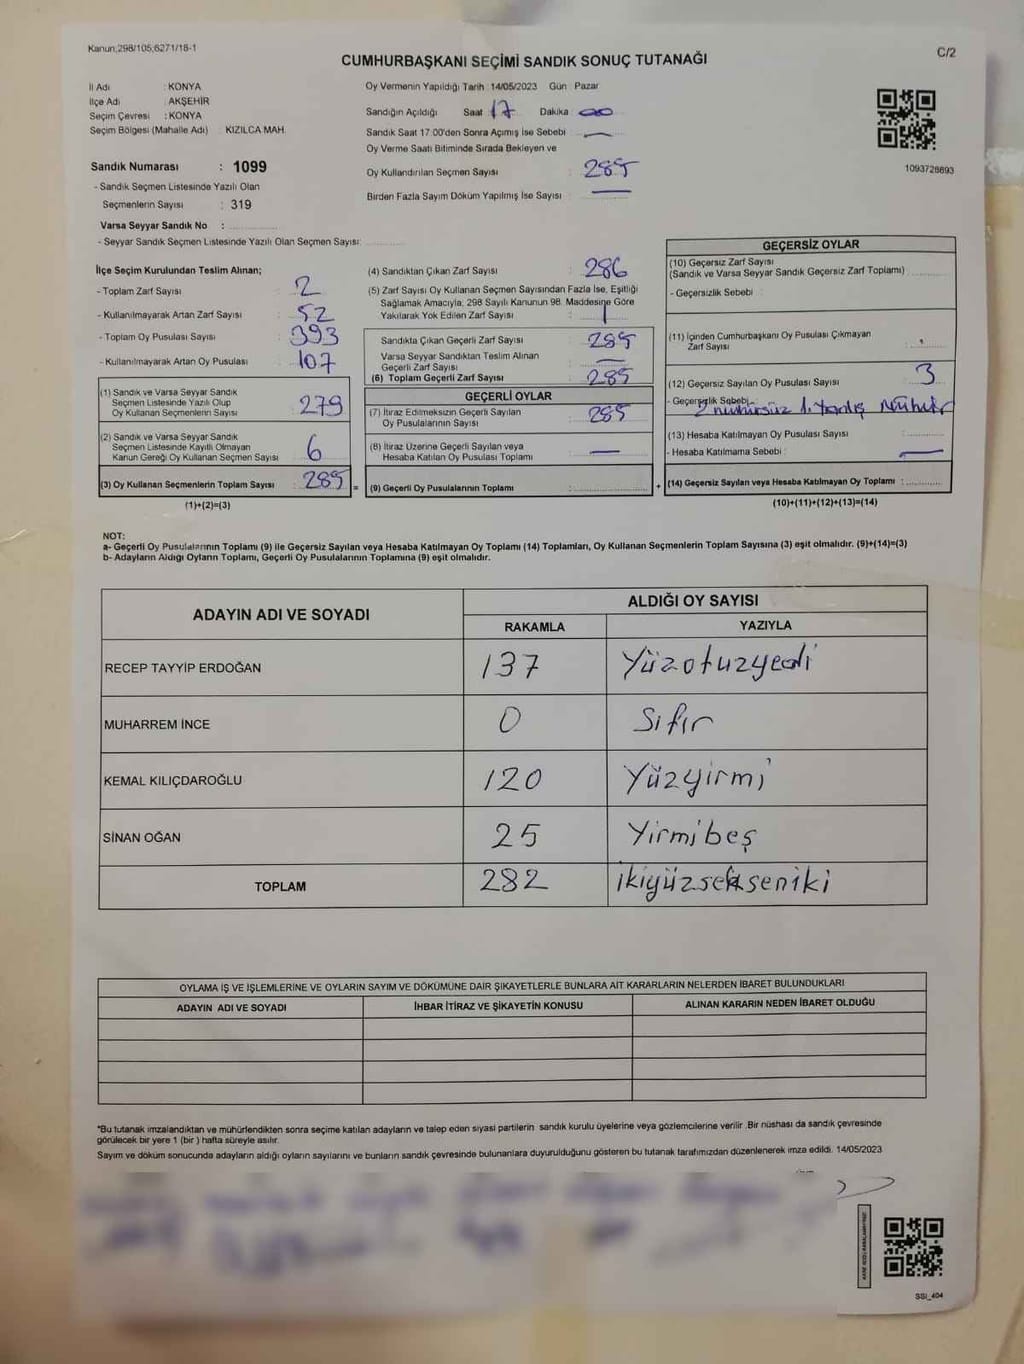 Kanun;298/105;6271/18-1
C/2
CUMHURBAŞKANI SEÇİMİ SANDIK SONUÇ TUTANAĞI
İl Adı : KONYA
İlçe Adı : AKŞEHİR
Seçim Çevresi : KONYA
Seçim Bölgesi (Mahalle Adı) : KIZILCA MAH.
Sandık Numarası : 1099
- Sandık Seçmen Listesinde Yazılı Olan
Seçmenlerin Sayısı : 319
Varsa Seyyar Sandık No :
- Seyyar Sandık Seçmen Listesinde Yazılı Olan Seçmen Sayısı:
Oy Vermenin Yapıldığı Tarih : 14/05/2023 Gün : Pazar
Sandığın Açıldığı Saat : 17 Dakika : 00
Sandık Saat 17:00'den Sonra Açılmış İse Sebebi : —
Oy Verme Saati Bitiminde Sırada Bekleyen ve
Oy Kullandırılan Seçmen Sayısı : 285
Birden Fazla Sayım Döküm Yapılmış İse Sayısı : —
1093728893
İlçe Seçim Kurulundan Teslim Alınan;
- Toplam Zarf Sayısı : 2
- Kullanılmayarak Artan Zarf Sayısı : 52
- Toplam Oy Pusulası Sayısı : 393
- Kullanılmayarak Artan Oy Pusulası : 107
(1) Sandık ve Varsa Seyyar Sandık
Seçmen Listesinde Yazılı Olup
Oy Kullanan Seçmenlerin Sayısı : 279
(2) Sandık ve Varsa Seyyar Sandık
Seçmen Listesinde Kayıtlı Olmayan
Kanun Gereği Oy Kullanan Seçmen Sayısı : 6
(3) Oy Kullanan Seçmenlerin Toplam Sayısı : 285
(1)+(2)=(3)
(4) Sandıktan Çıkan Zarf Sayısı : 286
(5) Zarf Sayısı Oy Kullanan Seçmen Sayısından Fazla İse, Eşitliği
Sağlamak Amacıyla; 298 Sayılı Kanunun 98. Maddesine Göre
Yakılarak Yok Edilen Zarf Sayısı : 1
Sandıkta Çıkan Geçerli Zarf Sayısı : 285
Varsa Seyyar Sandıktan Teslim Alınan
Geçerli Zarf Sayısı : —
(6) Toplam Geçerli Zarf Sayısı : 285
GEÇERLİ OYLAR
(7) İtiraz Edilmeksizin Geçerli Sayılan
Oy Pusulasının Sayısı : 285
(8) İtiraz Üzerine Geçerli Sayılan veya
Hesaba Katılan Oy Pusulası Toplamı : —
= (9) Geçerli Oy Pusulalarının Toplamı :
GEÇERSİZ OYLAR
(10) Geçersiz Zarf Sayısı
(Sandık ve Varsa Seyyar Sandık Geçersiz Zarf Toplamı) :
- Geçersizlik Sebebi :
(11) İçinden Cumhurbaşkanı Oy Pusulası Çıkmayan
Zarf Sayısı :
(12) Geçersiz Sayılan Oy Pusulası Sayısı : 3
- Geçersizlik Sebebi: 2 mühürsüz 1. Yanlış Mühür
(13) Hesaba Katılmayan Oy Pusulası Sayısı :
- Hesaba Katılmama Sebebi : —
+ (14) Geçersiz Sayılan veya Hesaba Katılmayan Oy Toplamı :
(10)+(11)+(12)+(13)=(14)
NOT:
a- Geçerli Oy Pusulalarının Toplamı (9) ile Geçersiz Sayılan veya Hesaba Katılmayan Oy Toplamı (14) Toplamları, Oy Kullanan Seçmenlerin Toplam Sayısına (3) eşit olmalıdır. (9)+(14)=(3)
b- Adayların Aldığı Oyların Toplamı, Geçerli Oy Pusulalarının Toplamına (9) eşit olmalıdır.
ADAYIN ADI VE SOYADI ALDIĞI OY SAYISI
RAKAMLA YAZIYLA
RECEP TAYYİP ERDOĞAN 137 Yüzotuzyedi
MUHARREM İNCE 0 Sıfır
KEMAL KILIÇDAROĞLU 120 Yüzyirmi
SİNAN OĞAN 25 Yirmibeş
TOPLAM 282 ikiyüzsekseniki
OYLAMA İŞ VE İŞLEMLERİNE VE OYLARIN SAYIM VE DÖKÜMÜNE DAİR ŞİKAYETLERLE BUNLARA AİT KARARLARIN NELERDEN İBARET BULUNDUKLARI
ADAYIN ADI VE SOYADI İHBAR İTİRAZ VE ŞİKAYETİN KONUSU ALINAN KARARIN NEDEN İBARET OLDUĞU
*Bu tutanak imzalandıktan ve mühürlendikten sonra seçime katılan adayların ve talep eden siyasi partilerin sandık kurulu üyelerine veya gözlemcilerine verilir .Bir nüshası da sandık çevresinde
görülecek bir yere 1 (bir ) hafta süreyle asılır.
Sayım ve döküm sonucunda adayların aldığı oyların sayılarını ve bunların sandık çevresinde bulunanlara duyurulduğunu gösteren bu tutanak tarafımızdan düzenlenerek imza edildi. 14/05/2023
SSI_404